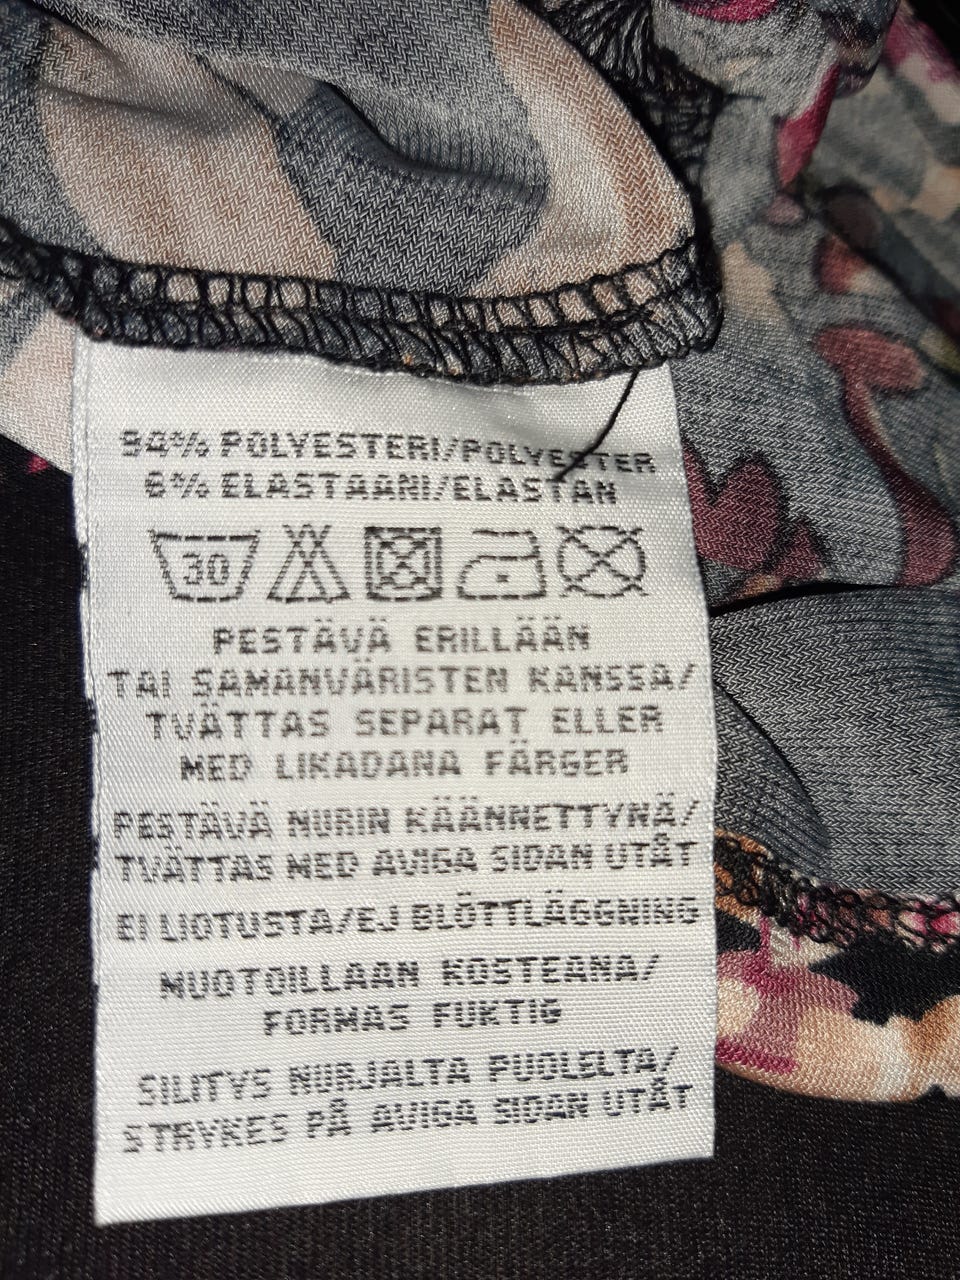 94% POLYESTERI/POLYESTER
6% ELASTAANI/ELASTAN
30
PESTÄVÄ ERILLÄÄN
TAI SAMANVÄRISTEN KANSSA/
TVÄTTAS SEPARAT ELLER
MED LIKADANA FÄRGER
PESTÄVÄ NURIN KÄÄNNETTYNÄ/
TVÄTTAS MED AVIGA SIDAN UTÅT
EI LIOTUSTA/EJ BLÖTTLÄGGNING
MUOTOILLAAN KOSTEANA/
FORMAS FUKTIG
SILITYS NURJALTA PUOLELTA/
STRYKES PÅ AVIGA SIDAN UTÅT